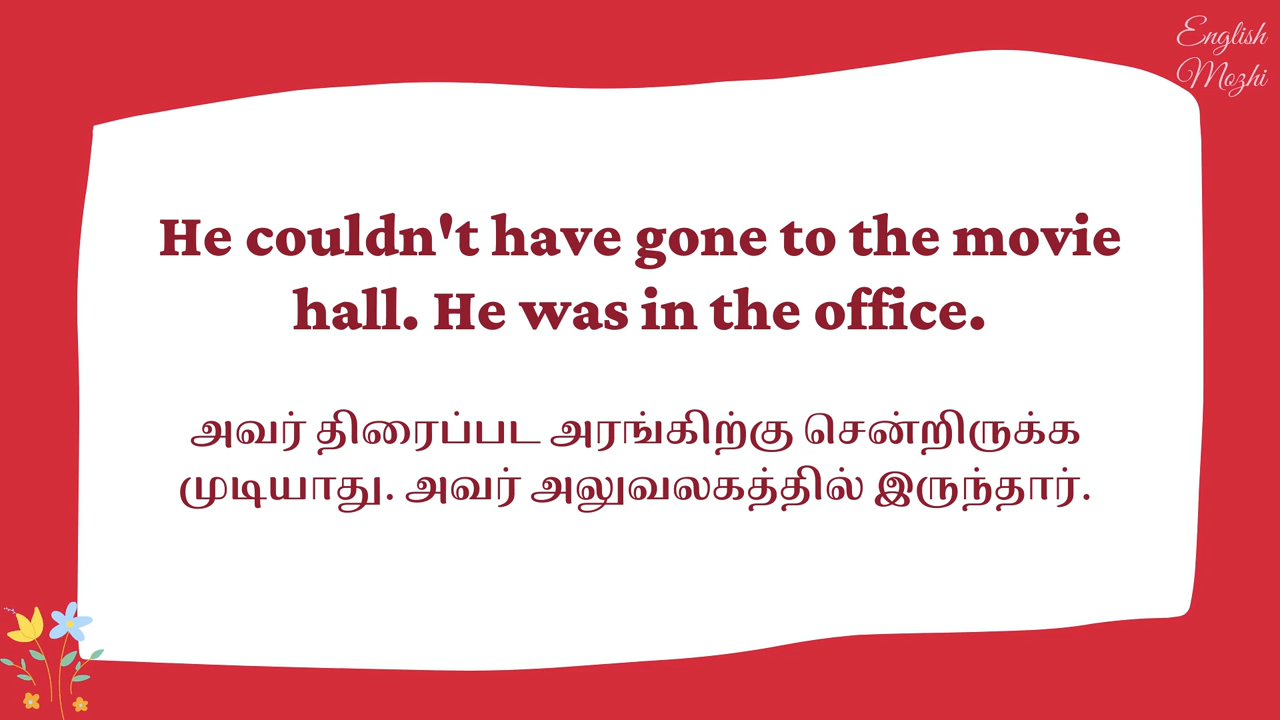 English
Mozhi
He couldn't have gone to the movie
hall. He was in the office.
அவர் திரைப்பட அரங்கிற்கு சென்றிருக்க
முடியாது. அவர் அலுவலகத்தில் இருந்தார்.